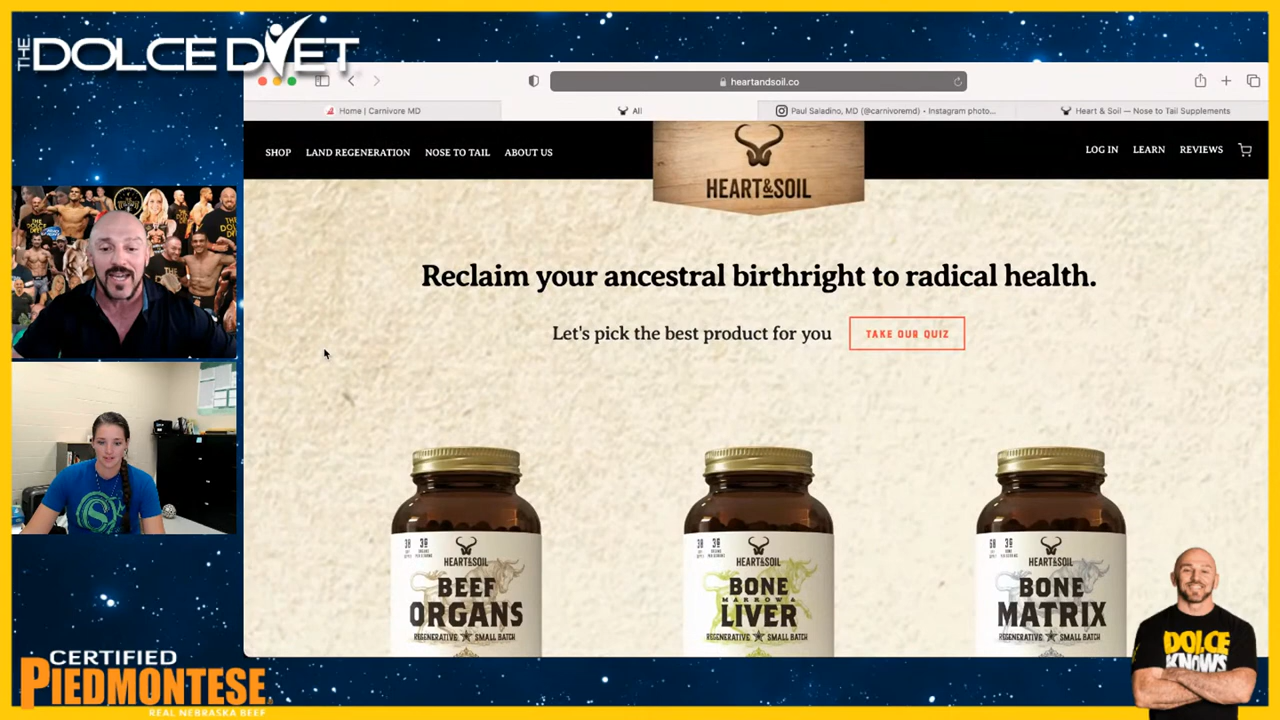 THE
DOLCE DIET
heartandsoil.co
Home | Carnivore MD
All
Paul Saladino, MD (@carnivoremd) • Instagram photo...
Heart & Soil — Nose to Tail Supplements
SHOP LAND REGENERATION NOSE TO TAIL ABOUT US
HEART&SOIL
LOG IN LEARN REVIEWS
Reclaim your ancestral birthright to radical health.
Let's pick the best product for you
TAKE OUR QUIZ
HEART&SOIL
BEEF
ORGANS
REGENERATIVE SMALL BATCH
HEART&SOIL
BONE
MARROW &
LIVER
REGENERATIVE SMALL BATCH
HEART&SOIL
BONE
MATRIX
REGENERATIVE SMALL BATCH
DOLCE
KNOWS
CERTIFIED
PIEDMONTESE
REAL NEBRASKA BEEF